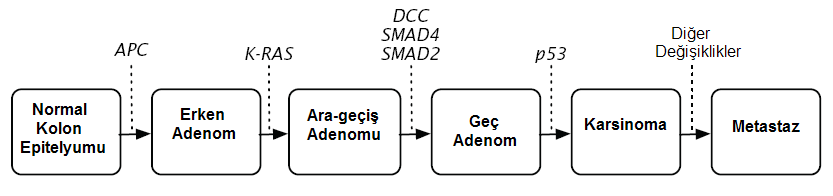 APC
K-RAS
DCC
SMAD4
SMAD2
p53
Diğer
Değişiklikler
Normal
Kolon
Epitelyumu
Erken
Adenom
Ara-geçiş
Adenomu
Geç
Adenom
Karsinoma
Metastaz